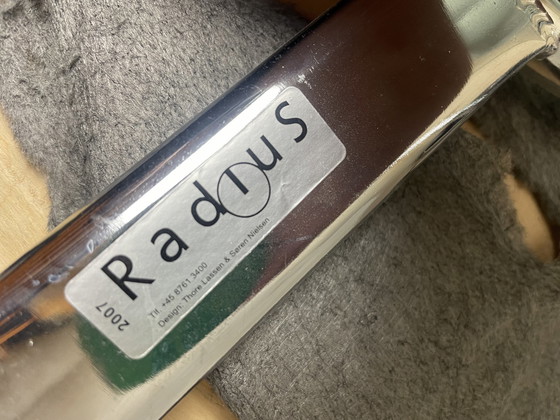 Radius
2007
Tlf. +45 8761 3400
Design: Thore Lassen & Søren Nielsen